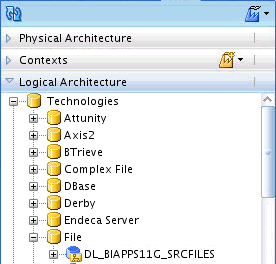 Physical Architecture
Contexts
Logical Architecture
Technologies
Attunity
Axis2
BTrieve
Complex File
DBase
Derby
Endeca Server
File
DL_BIAPPS11G_SRCFILES